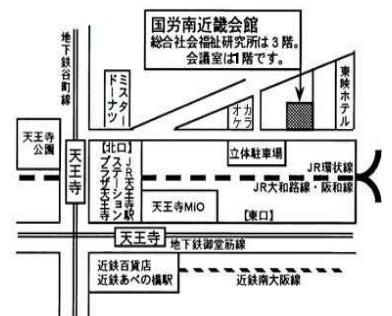 国労南近畿会館
総合社会福祉研究所は3階。
会議室は1階です。
地下鉄谷町線
ミスター
ドーナツ
カラ
オケ
東映ホテル
天王寺
公園
天王寺
【北口】
JR天王寺駅
ステーション
プラザ天王寺
立体駐車場
JR環状線
JR大和路線・阪和線
天王寺MiO
【東口】
天王寺
地下鉄御堂筋線
近鉄百貨店
近鉄あべの橋駅
近鉄南大阪線